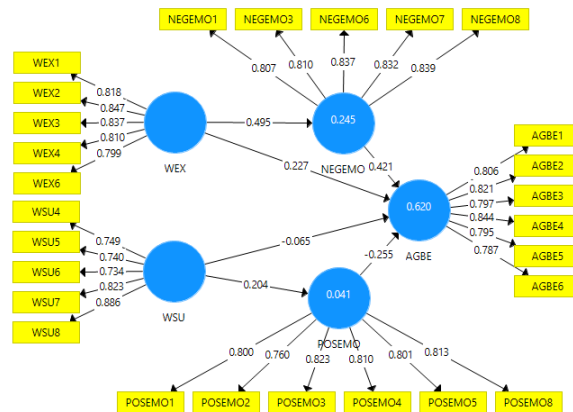 NEGEMO1 NEGEMO3 NEGEMO6 NEGEMO7 NEGEMO8
0.807 0.810 0.837 0.832 0.839
WEX1
WEX2
WEX3
WEX4
WEX6
0.818
0.847
0.837
0.810
0.799
WEX
0.495
0.245
NEGEMO
0.227
0.421
WSU4
WSU5
WSU6
WSU7
WSU8
0.749
0.740
0.734
0.823
0.886
WSU
-0.065
0.204
0.041
POSEMO
-0.255
0.620
AGBE
0.806
0.821
0.797
0.844
0.795
0.787
AGBE1
AGBE2
AGBE3
AGBE4
AGBE5
AGBE6
0.800 0.760 0.823 0.810 0.801 0.813
POSEMO1 POSEMO2 POSEMO3 POSEMO4 POSEMO5 POSEMO8